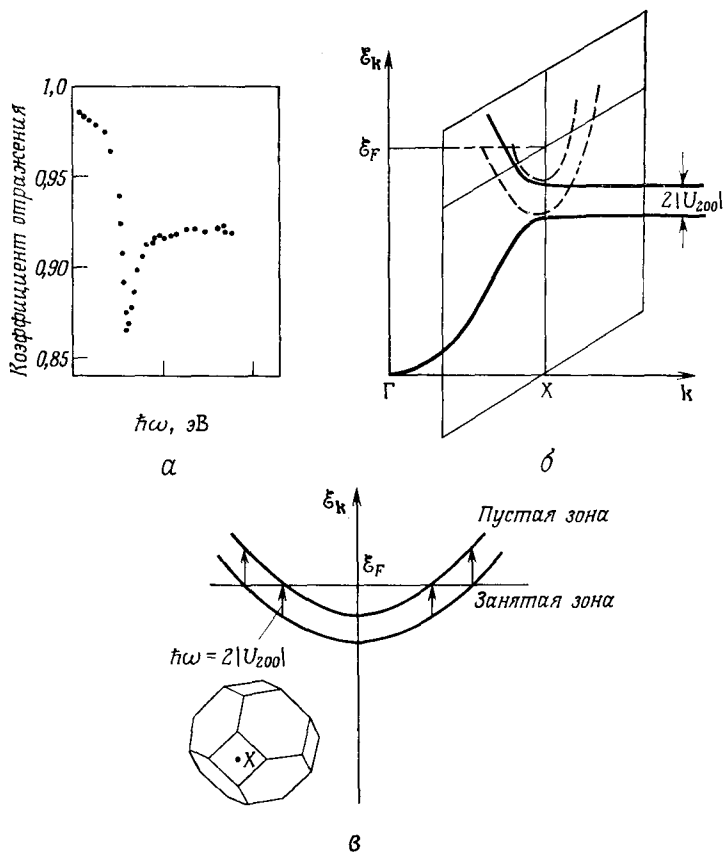 Коэффициент отражения
1,0
0,95
0,90
0,85
ħω, эВ
а
ℰk
ℰF
2|U200|
Γ
X
k
б
ℰk
Пустая зона
ℰF
Занятая зона
ħω = 2|U200|
X
в